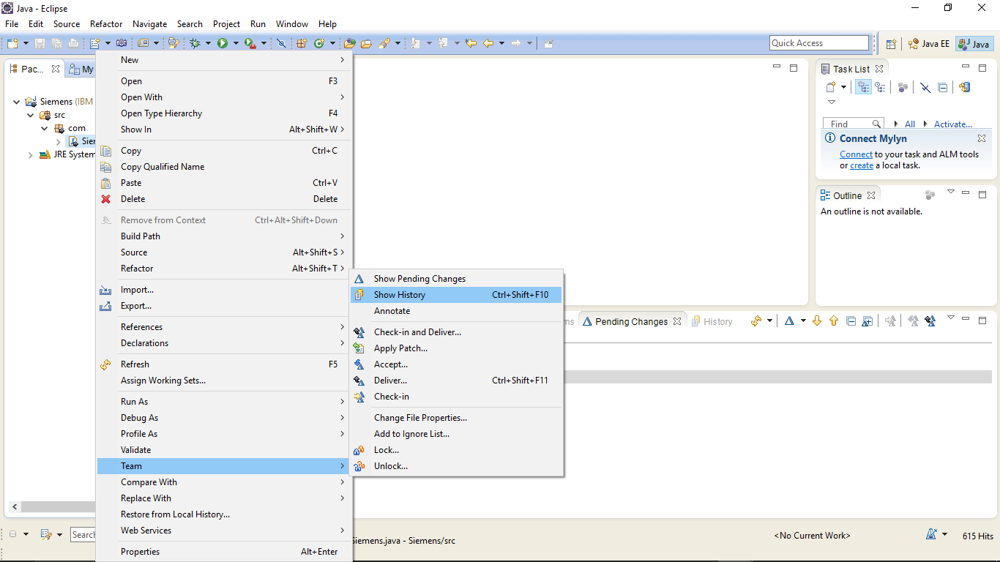 Java - Eclipse
File Edit Source Refactor Navigate Search Project Run Window Help
Quick Access
Java EE
Java
Pac...
My
Siemens (IBM
src
com
Sier
JRE System
New
Open F3
Open With
Open Type Hierarchy F4
Show In Alt+Shift+W
Copy Ctrl+C
Copy Qualified Name
Paste Ctrl+V
Delete Delete
Remove from Context Ctrl+Alt+Shift+Down
Build Path
Source Alt+Shift+S
Refactor Alt+Shift+T
Import...
Export...
References
Declarations
Refresh F5
Assign Working Sets...
Run As
Debug As
Profile As
Validate
Team
Compare With
Replace With
Restore from Local History...
Web Services
Properties Alt+Enter
Show Pending Changes
Show History Ctrl+Shift+F10
Annotate
Check-in and Deliver...
Apply Patch...
Accept...
Deliver... Ctrl+Shift+F11
Check-in
Change File Properties...
Add to Ignore List...
Lock...
Unlock...
Task List
Find All Activate...
Connect Mylyn
Connect to your task and ALM tools
or create a local task.
Outline
An outline is not available.
ms
Pending Changes
History
Search
Siemens.java - Siemens/src
<No Current Work>
615 Hits